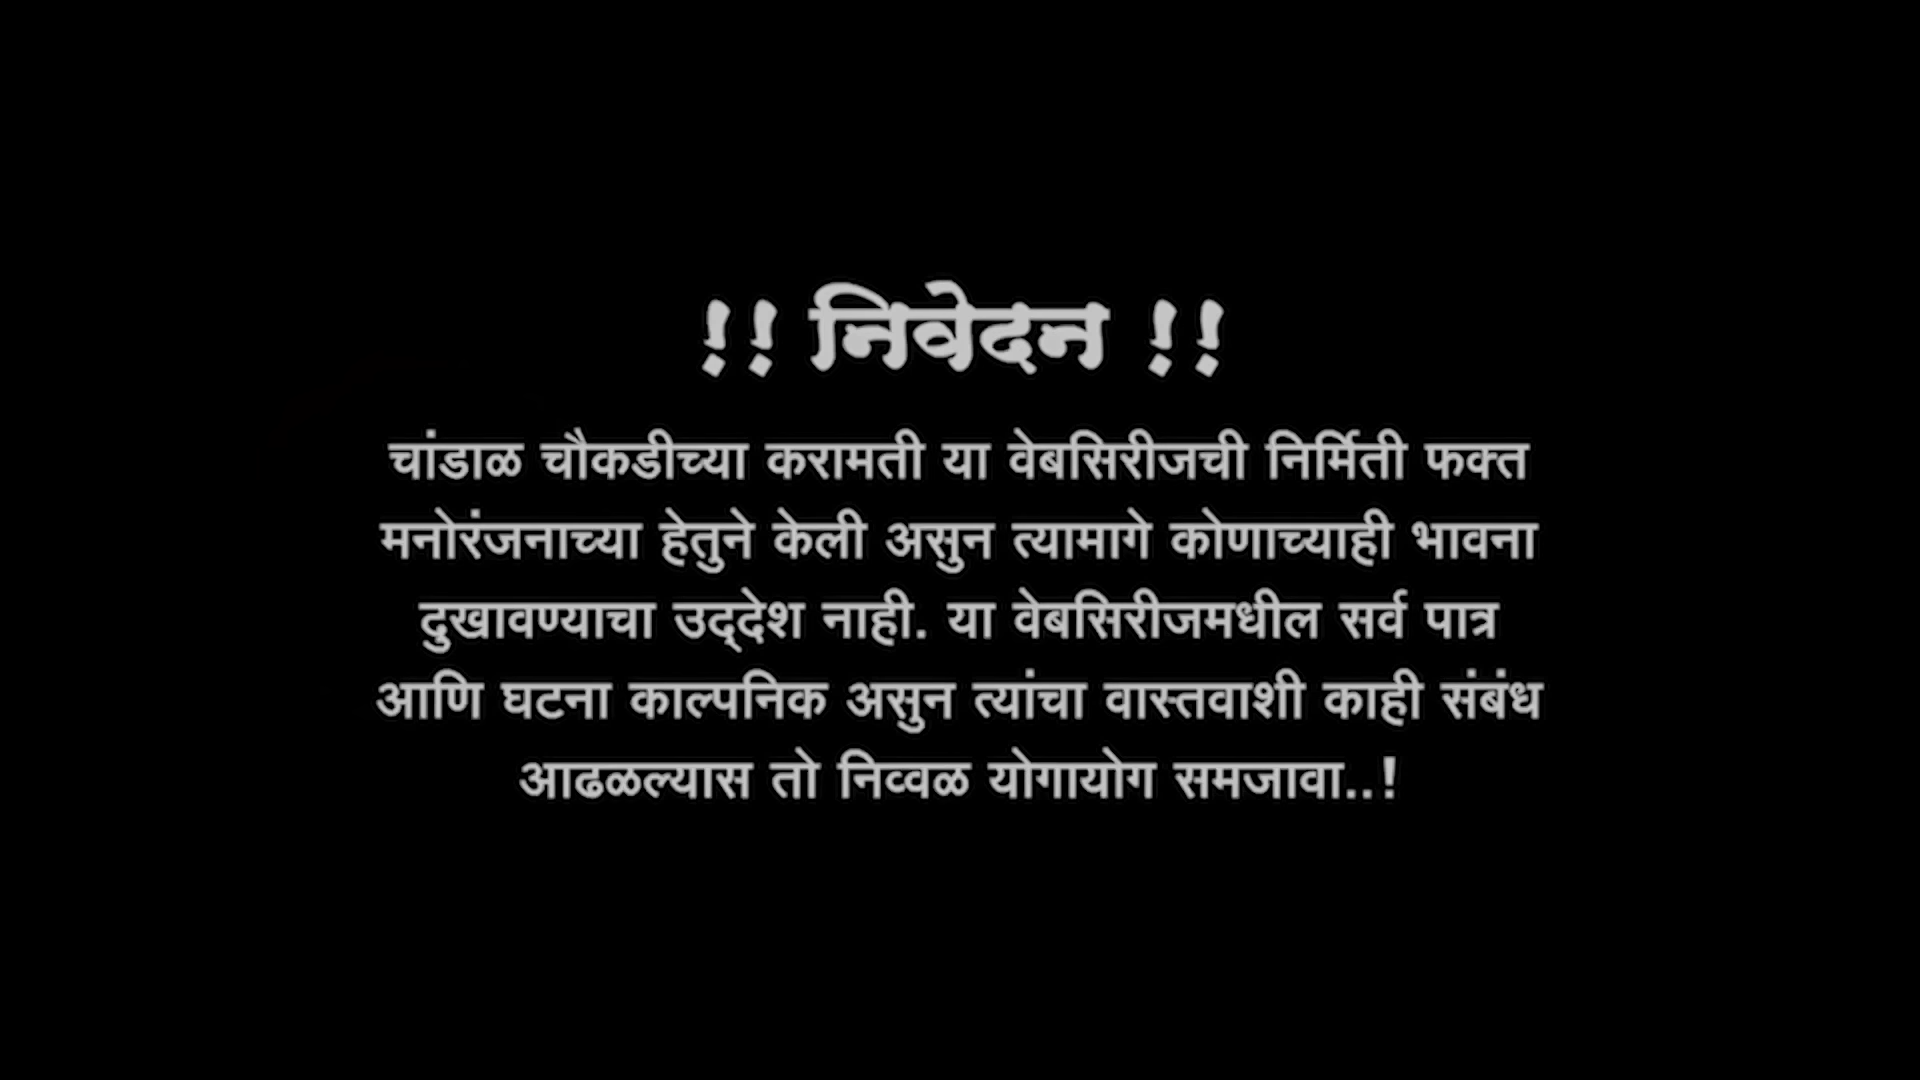 !! निवेदन !!
चांडाळ चौकडीच्या करामती या वेबसिरीजची निर्मिती फक्त
मनोरंजनाच्या हेतुने केली असुन त्यामागे कोणाच्याही भावना
दुखावण्याचा उद्‌देश नाही. या वेबसिरीजमधील सर्व पात्र
आणि घटना काल्पनिक असुन त्यांचा वास्तवाशी काही संबंध
आढळल्यास तो निव्वळ योगायोग समजावा..!